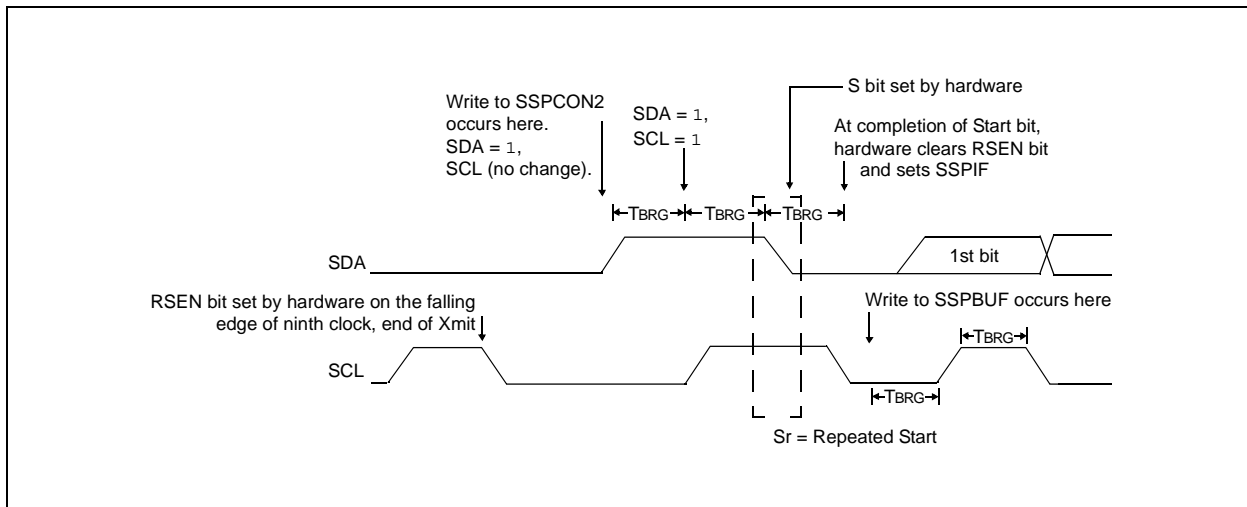 S bit set by hardware
Write to SSPCON2
occurs here.
SDA = 1,
SCL (no change).
SDA = 1,
SCL = 1
At completion of Start bit,
hardware clears RSEN bit
and sets SSPIF
TBRG TBRG TBRG
SDA
1st bit
RSEN bit set by hardware on the falling
edge of ninth clock, end of Xmit
Write to SSPBUF occurs here
TBRG
SCL
TBRG
Sr = Repeated Start